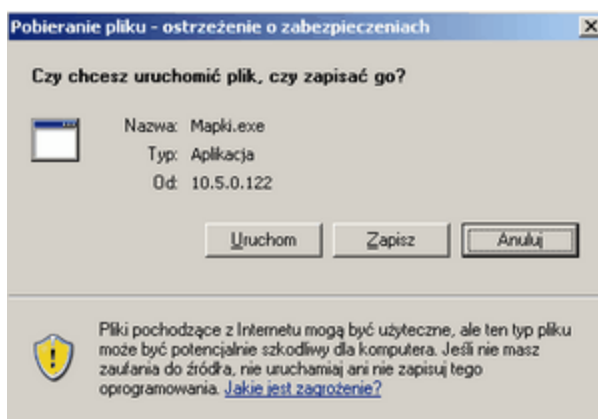 Pobieranie pliku - ostrzeżenie o zabezpieczeniach
Czy chcesz uruchomić plik, czy zapisać go?
Nazwa: Mapki.exe
Typ: Aplikacja
Od: 10.5.0.122
Uruchom Zapisz Anuluj
Pliki pochodzące z Internetu mogą być użyteczne, ale ten typ pliku
może być potencjalnie szkodliwy dla komputera. Jeśli nie masz
zaufania do źródła, nie uruchamiaj ani nie zapisuj tego
oprogramowania. Jakie jest zagrożenie?